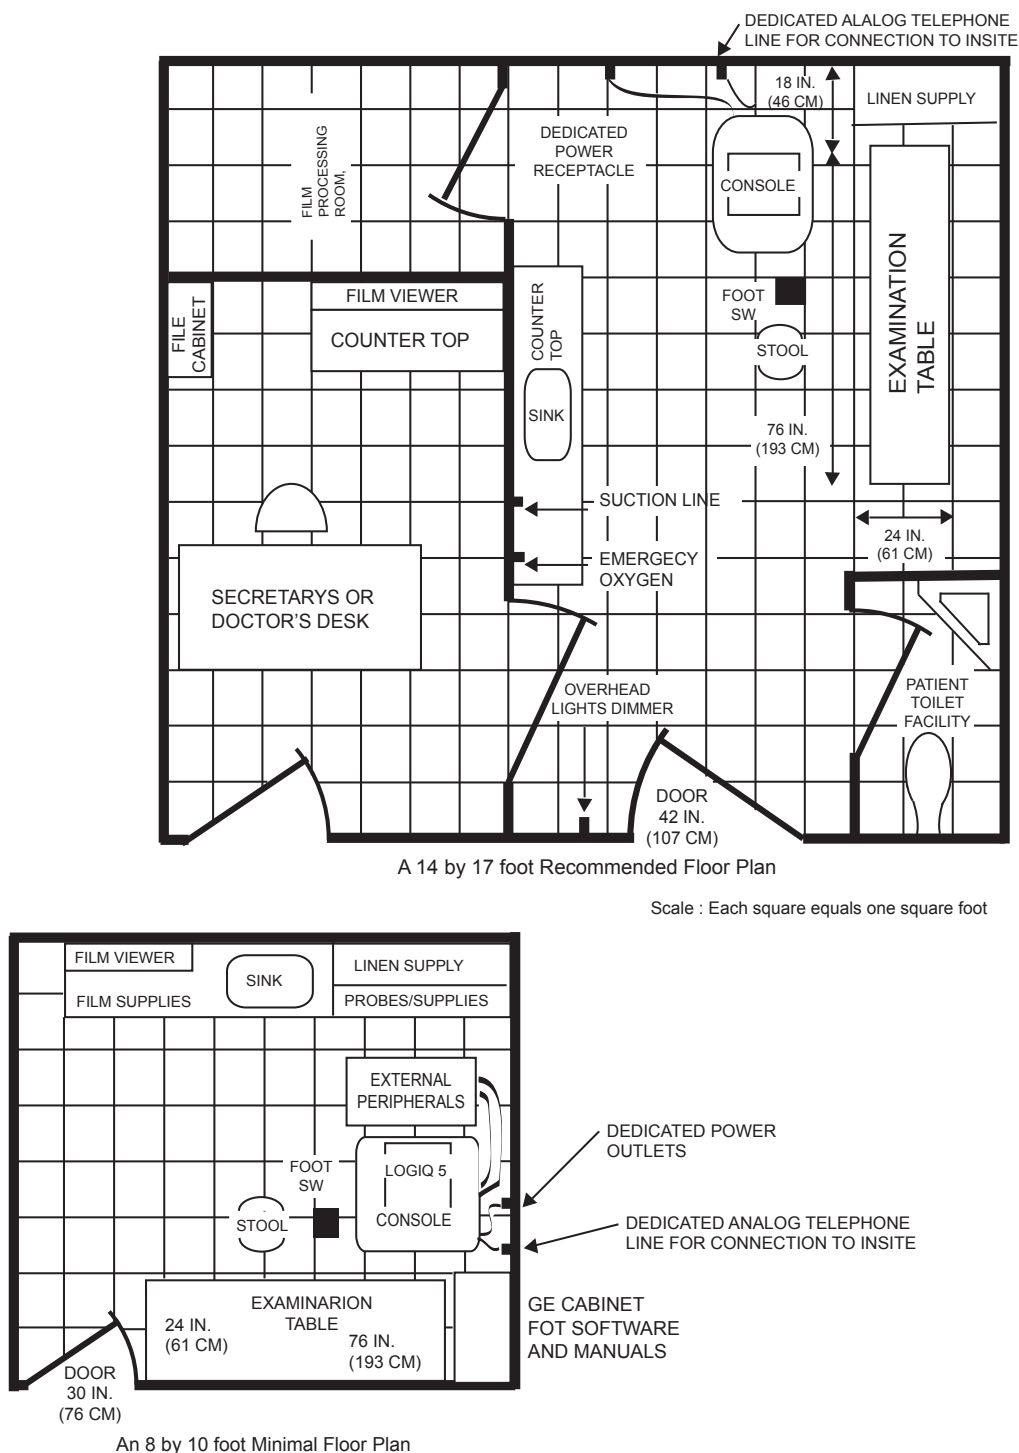 DEDICATED ALALOG TELEPHONE
LINE FOR CONNECTION TO INSITE
18 IN.
(46 CM)
LINEN SUPPLY
DEDICATED
POWER
RECEPTACLE
FILM
PROCESSING
ROOM,
CONSOLE
EXAMINATION
TABLE
FILE
CABINET
FILM VIEWER
COUNTER TOP
COUNTER
TOP
FOOT
SW
STOOL
SINK
76 IN.
(193 CM)
SUCTION LINE
24 IN.
(61 CM)
EMERGECY
OXYGEN
SECRETARYS OR
DOCTOR'S DESK
OVERHEAD
LIGHTS DIMMER
PATIENT
TOILET
FACILITY
DOOR
42 IN.
(107 CM)
A 14 by 17 foot Recommended Floor Plan
Scale : Each square equals one square foot
FILM VIEWER
SINK
LINEN SUPPLY
FILM SUPPLIES
PROBES/SUPPLIES
EXTERNAL
PERIPHERALS
DEDICATED POWER
OUTLETS
FOOT
SW
LOGIQ 5
CONSOLE
STOOL
DEDICATED ANALOG TELEPHONE
LINE FOR CONNECTION TO INSITE
EXAMINARION
TABLE
24 IN.
(61 CM)
76 IN.
(193 CM)
GE CABINET
FOT SOFTWARE
AND MANUALS
DOOR
30 IN.
(76 CM)
An 8 by 10 foot Minimal Floor Plan